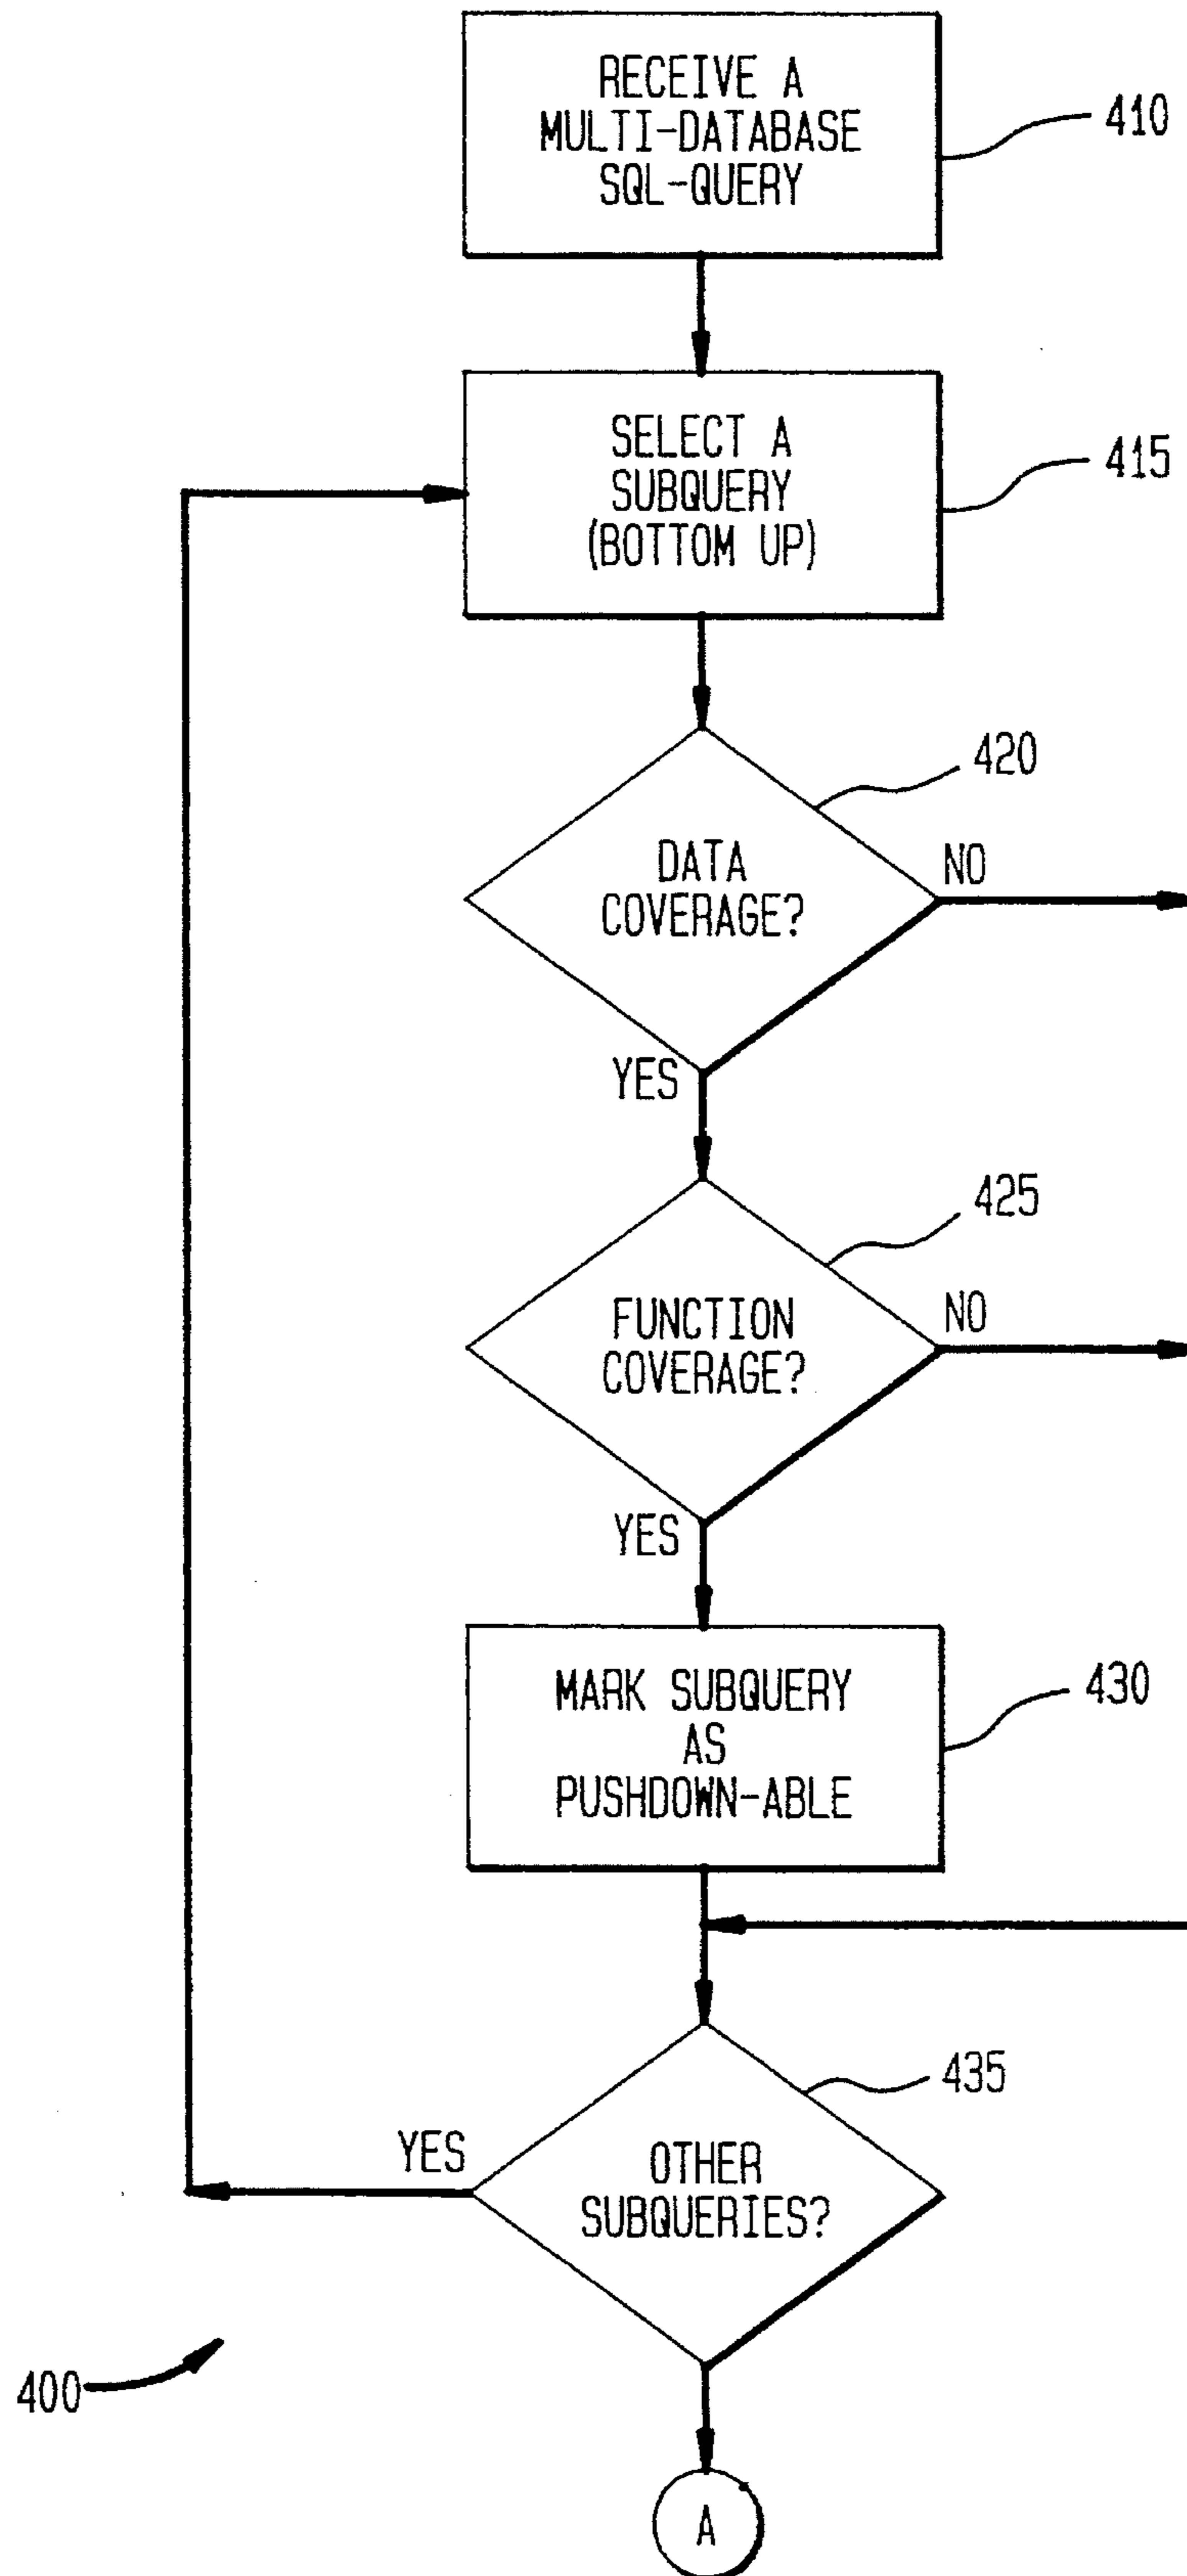 RECEIVE A
MULTI-DATABASE
SQL-QUERY
410
SELECT A
SUBQUERY
(BOTTOM UP)
415
420
DATA
COVERAGE?
NO
YES
425
FUNCTION
COVERAGE?
NO
YES
MARK SUBQUERY
AS
PUSHDOWN-ABLE
430
435
YES
OTHER
SUBQUERIES?
400
A